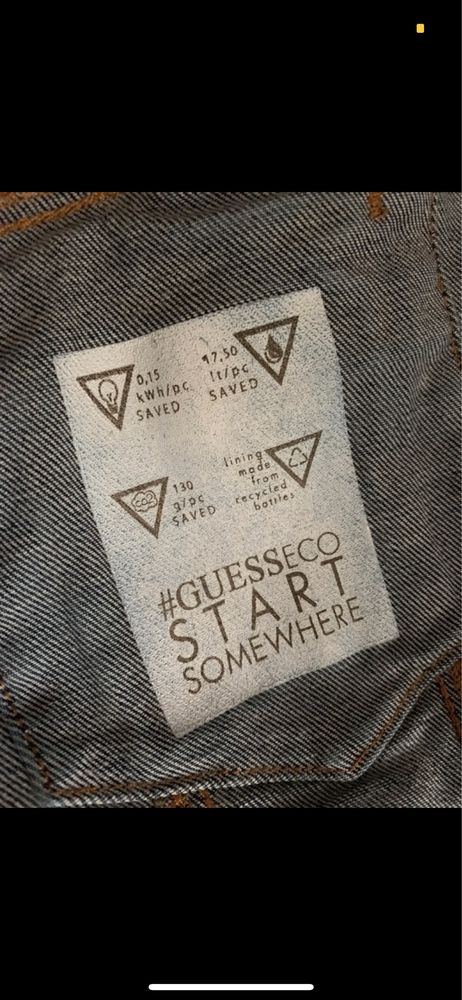 0,15
kWh/pc
SAVED
17,50
lt/pc
SAVED
130
g/pc
SAVED
lining
made
from
recycled
bottles
#GUESSECO
START
SOMEWHERE